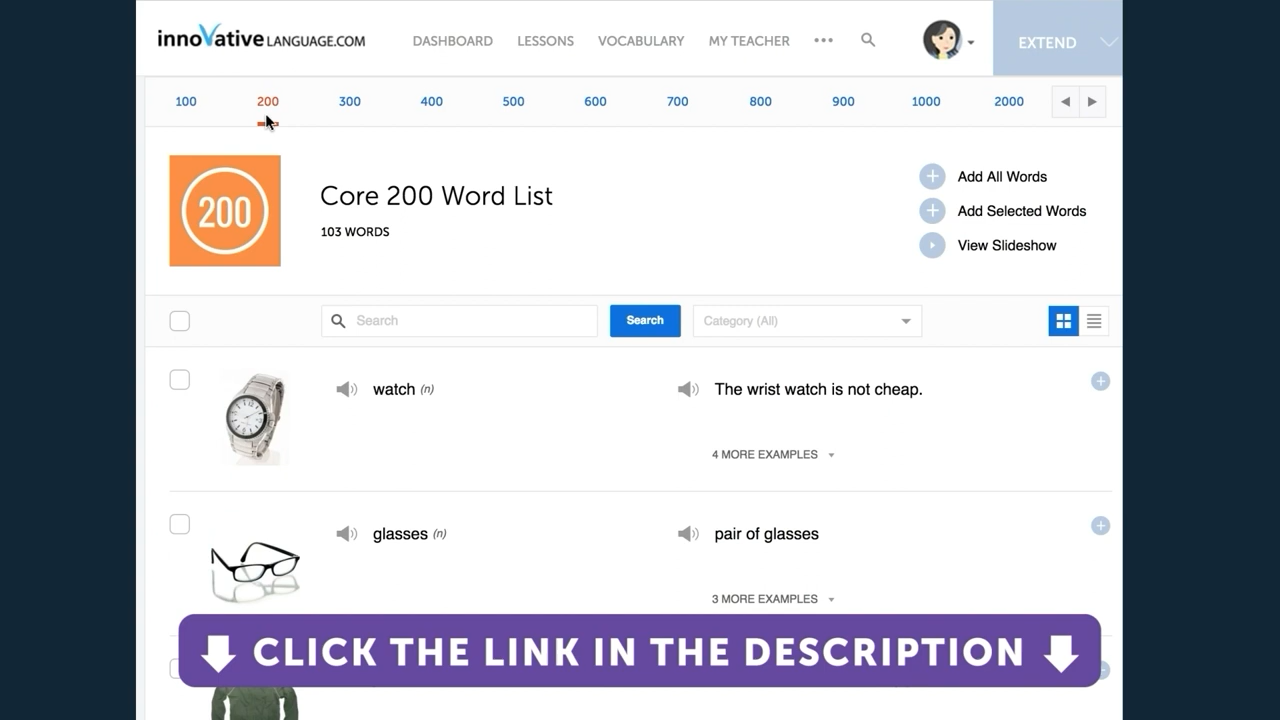 innoVative LANGUAGE.COM
DASHBOARD LESSONS VOCABULARY MY TEACHER ••• EXTEND
100 200 300 400 500 600 700 800 900 1000 2000
200
Core 200 Word List
103 WORDS
Add All Words
Add Selected Words
View Slideshow
Search Search Category (All)
watch (n) The wrist watch is not cheap.
4 MORE EXAMPLES
glasses (n) pair of glasses
3 MORE EXAMPLES
CLICK THE LINK IN THE DESCRIPTION